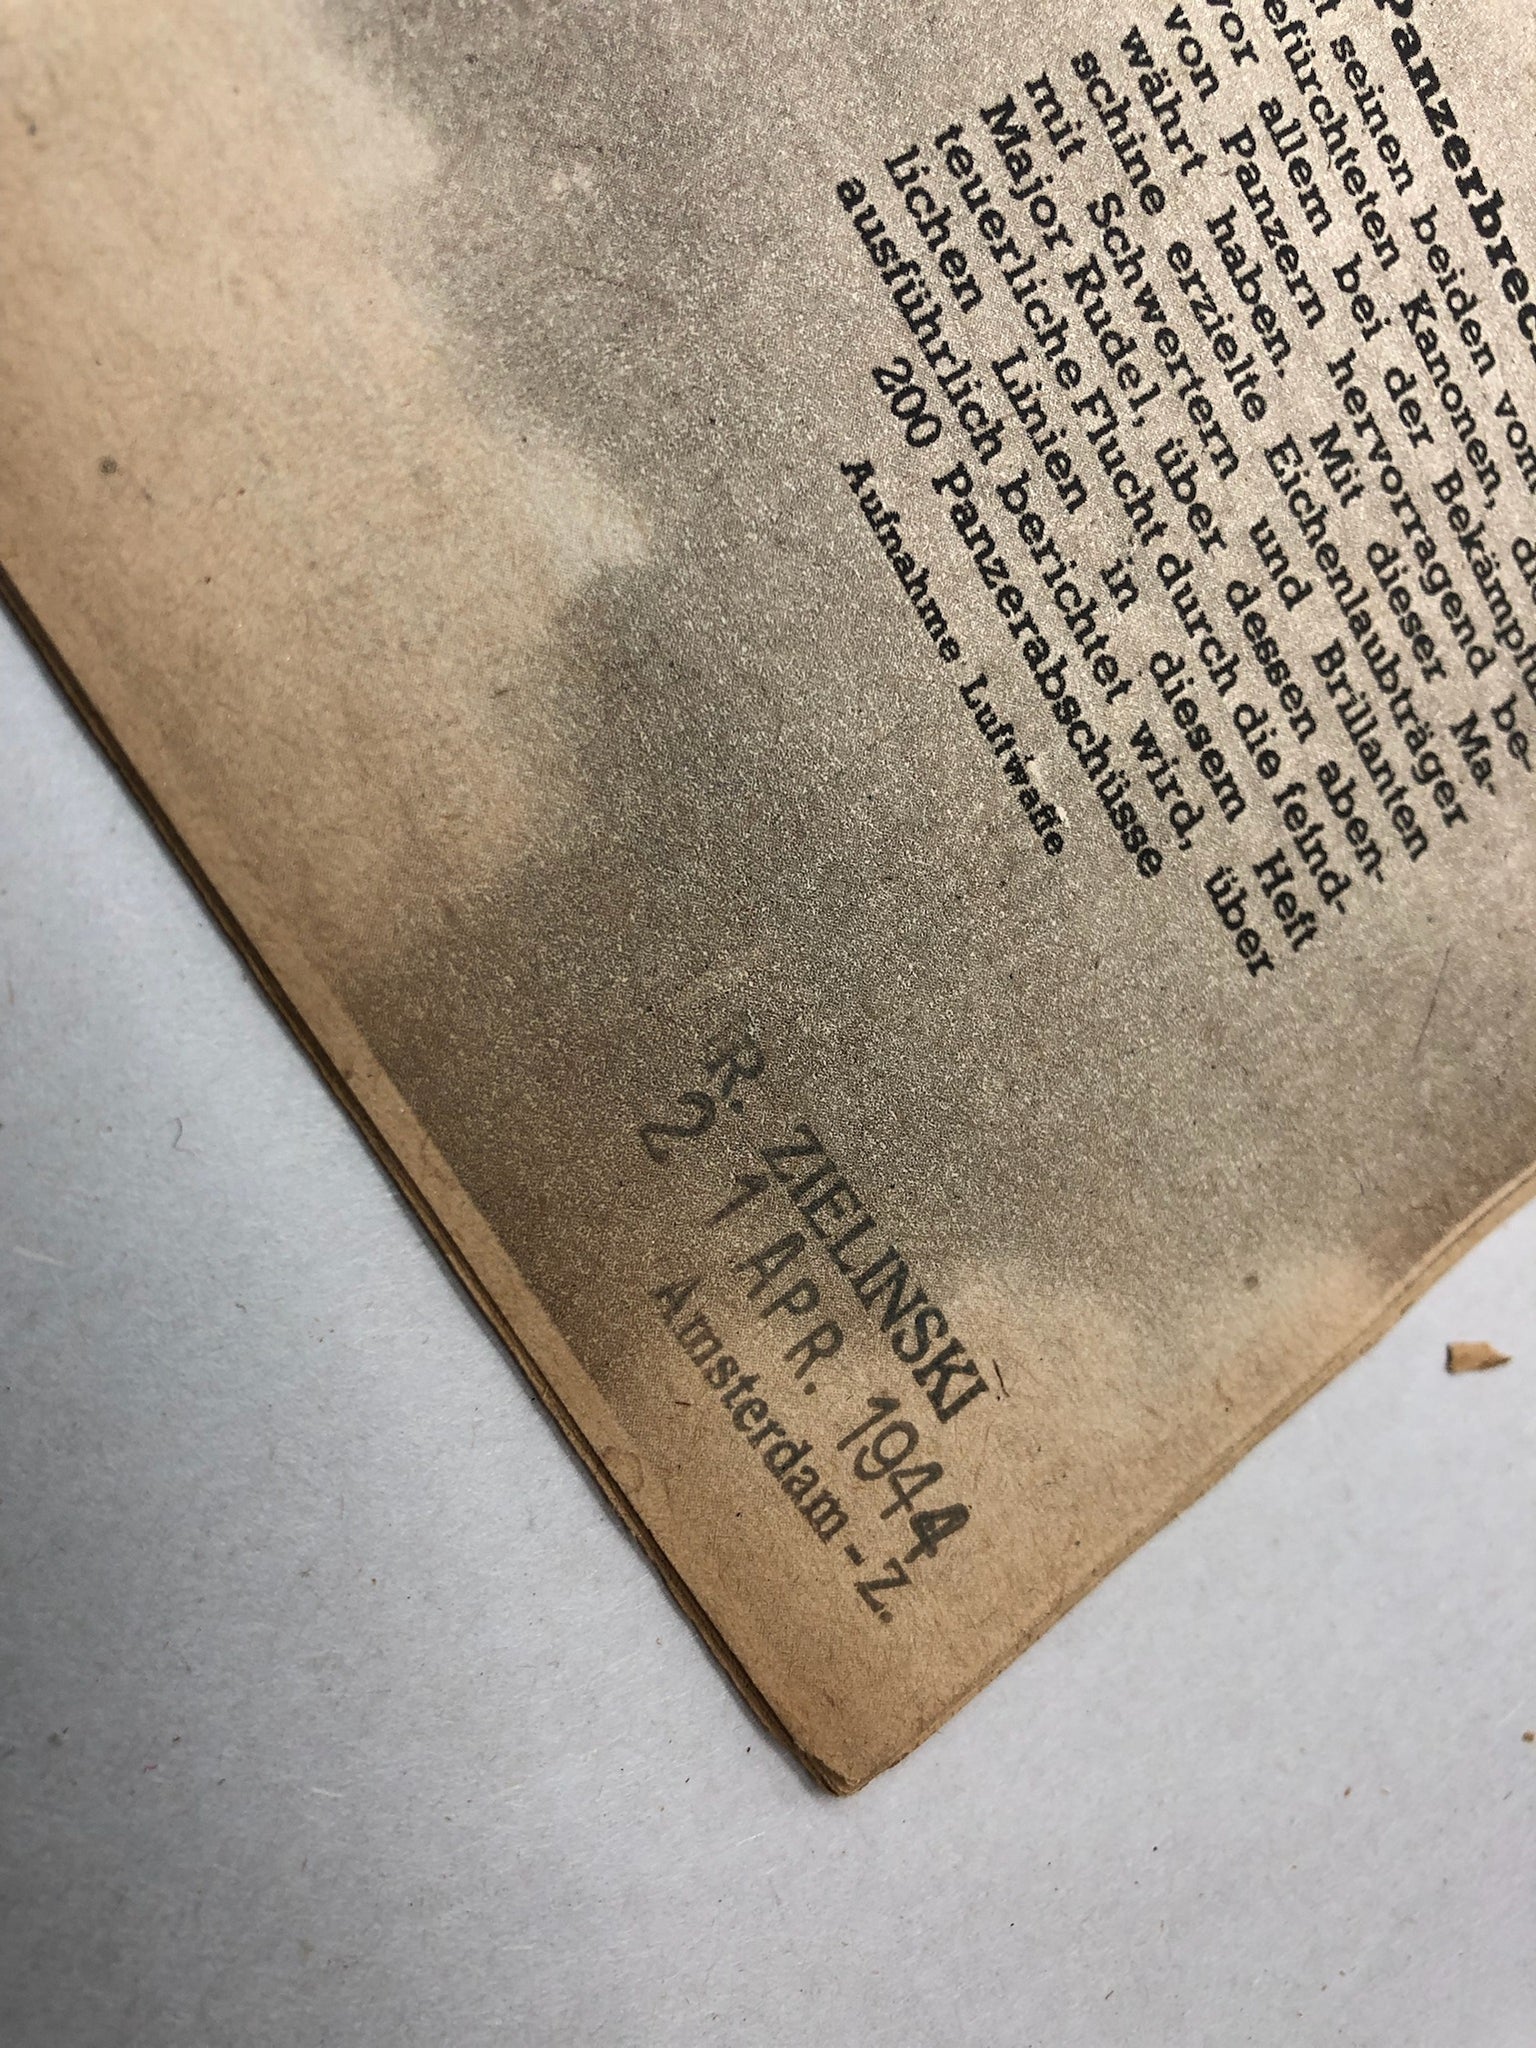 Panzerbrec
seinen beiden vom
efürchteten Kanonen, di
vor allem bei der Bekämpfu
von Panzern hervorragend be-
währt haben. Mit dieser Ma-
schine erzielte Eichenlaubträger
mit Schwertern und Brillanten
Major Rudel, über dessen aben-
teuerliche Flucht durch die feind-
lichen Linien in diesem Heft
ausführlich berichtet wird, über
200 Panzerabschüsse
Aufnahme Luftwaffe
R. ZIELINSKI
21 APR. 1944
Amsterdam - Z.